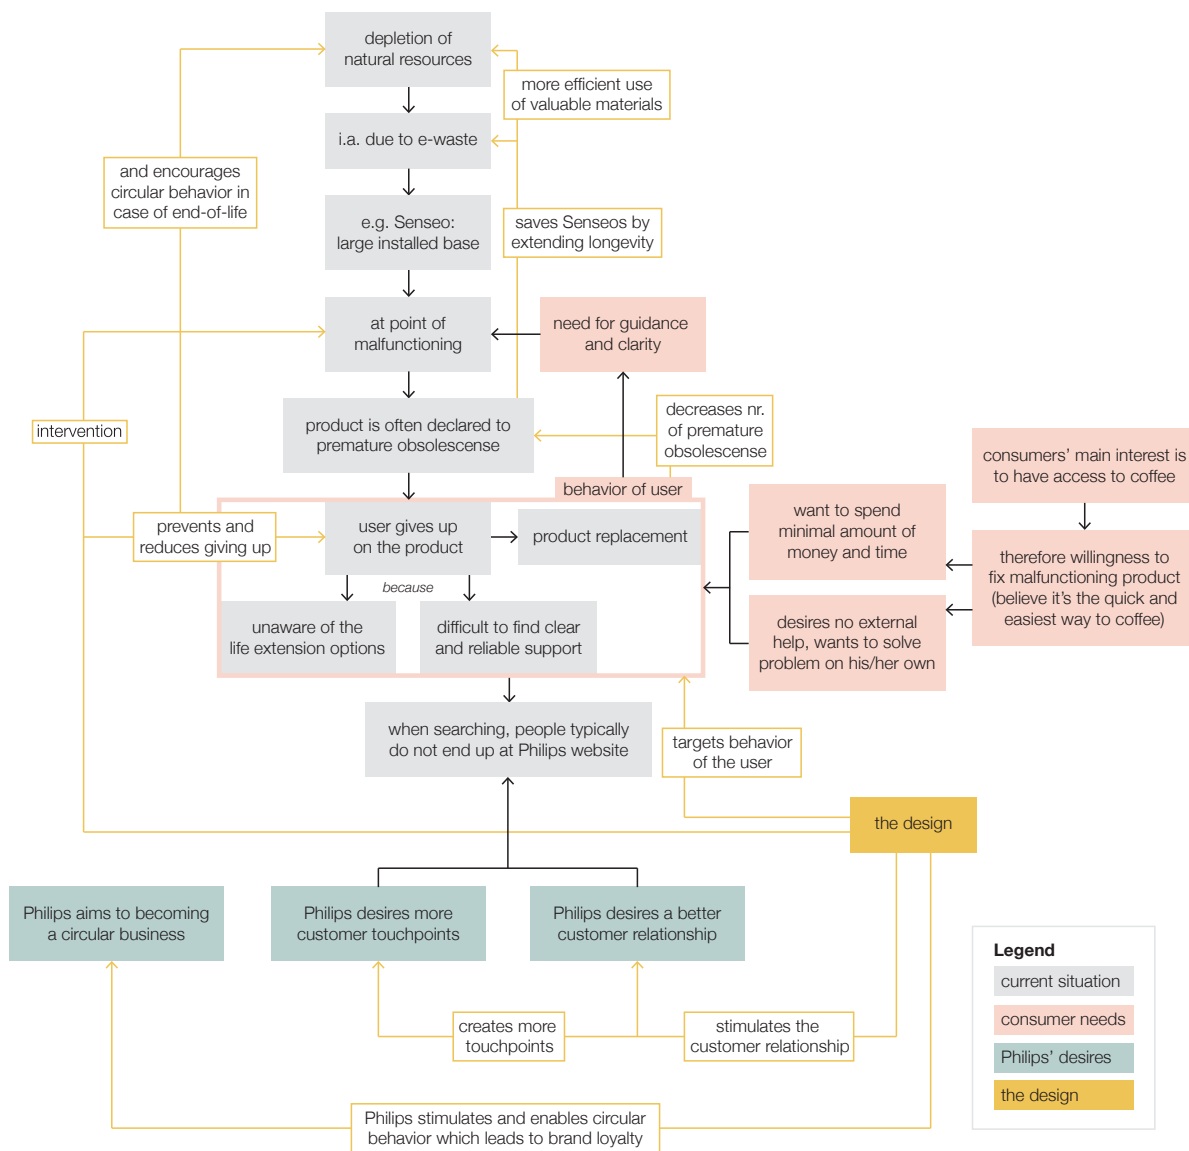 depletion of
natural resources
more efficient use
of valuable materials
i.a. due to e-waste
and encourages
circular behavior in
case of end-of-life
e.g. Senseo:
large installed base
saves Senseos by
extending longevity
at point of
malfunctioning
need for guidance
and clarity
intervention
product is often declared to
premature obsolescense
decreases nr.
of premature
obsolescense
consumers' main interest is
to have access to coffee
behavior of user
prevents and
reduces giving up
user gives up
on the product
product replacement
want to spend
minimal amount of
money and time
therefore willingness to
fix malfunctioning product
(believe it's the quick and
easiest way to coffee)
because
unaware of the
life extension options
difficult to find clear
and reliable support
desires no external
help, wants to solve
problem on his/her own
when searching, people typically
do not end up at Philips website
targets behavior
of the user
the design
Philips aims to becoming
a circular business
Philips desires more
customer touchpoints
Philips desires a better
customer relationship
creates more
touchpoints
stimulates the
customer relationship
Philips stimulates and enables circular
behavior which leads to brand loyalty
Legend
current situation
consumer needs
Philips' desires
the design